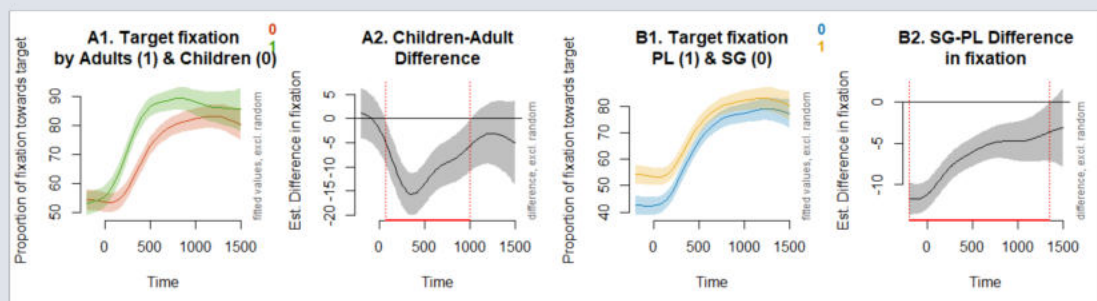 A1. Target fixation
by Adults (1) & Children (0)
0
1
Proportion of fixation towards target
90
80
70
60
50
0
500
1000
1500
Time
fitted values, excl. random
A2. Children-Adult
Difference
Est. Difference in fixation
5
0
-5
-10
-15
-20
0
500
1000
1500
Time
difference, excl. random
B1. Target fixation
PL (1) & SG (0)
0
1
Proportion of fixation towards target
80
70
60
50
40
0
500
1000
1500
Time
fitted values, excl. random
B2. SG-PL Difference
in fixation
Est. Difference in fixation
0
-5
-10
0
500
1000
1500
Time
difference, excl. random